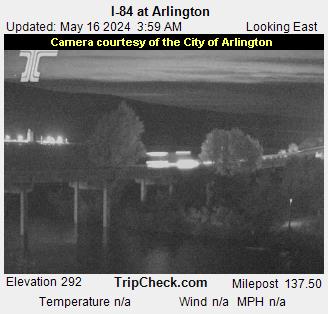 I-84 at Arlington
Updated: May 16 2024 3:59 AM Looking East
Camera courtesy of the City of Arlington
Elevation 292 TripCheck.com Milepost 137.50
Temperature n/a Wind n/a MPH n/a